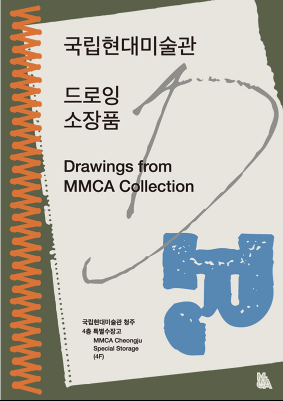 국립현대미술관
드로잉
소장품
Drawings from
MMCA Collection
국립현대미술관 청주
4층 특별수장고
MMCA Cheongju
Special Storage
(4F)